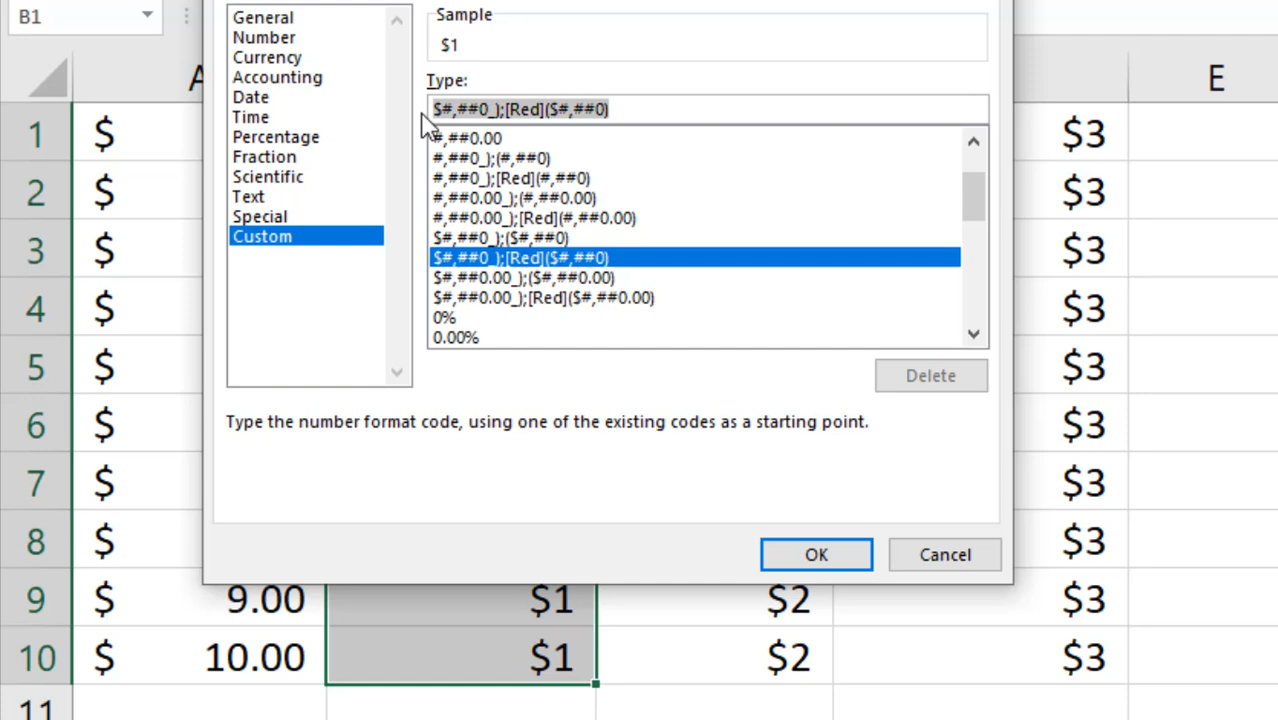 B1
General
Number
Currency
Accounting
Date
Time
Percentage
Fraction
Scientific
Text
Special
Custom
Sample
$1
Type:
$#,##0_);[Red]($#,##0)
#,##0.00
#,##0_);(#,##0)
#,##0_);[Red](#,##0)
#,##0.00_);(#,##0.00)
#,##0.00_);[Red](#,##0.00)
$#,##0_);($#,##0)
$#,##0_);[Red]($#,##0)
$#,##0.00_);($#,##0.00)
$#,##0.00_);[Red]($#,##0.00)
0%
0.00%
Delete
Type the number format code, using one of the existing codes as a starting point.
OK Cancel
A E
1 $ $3
2 $ $3
3 $ $3
4 $ $3
5 $ $3
6 $ $3
7 $ $3
8 $ $3
9 $ 9.00 $1 $2 $3
10 $ 10.00 $1 $2 $3
11